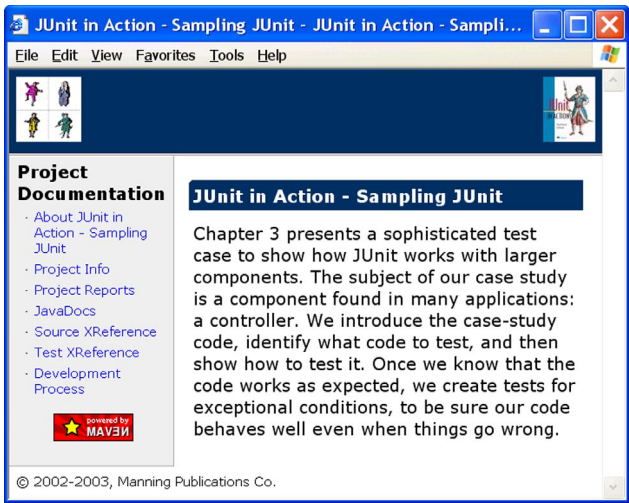 JUnit in Action - Sampling JUnit - JUnit in Action - Sampli...
File Edit View Favorites Tools Help
JUnit
IN ACTION
Project
Documentation
· About JUnit in
Action - Sampling
JUnit
· Project Info
· Project Reports
· JavaDocs
· Source XReference
· Test XReference
· Development
Process
powered by
MAVEN
JUnit in Action - Sampling JUnit
Chapter 3 presents a sophisticated test
case to show how JUnit works with larger
components. The subject of our case study
is a component found in many applications:
a controller. We introduce the case-study
code, identify what code to test, and then
show how to test it. Once we know that the
code works as expected, we create tests for
exceptional conditions, to be sure our code
behaves well even when things go wrong.
© 2002-2003, Manning Publications Co.